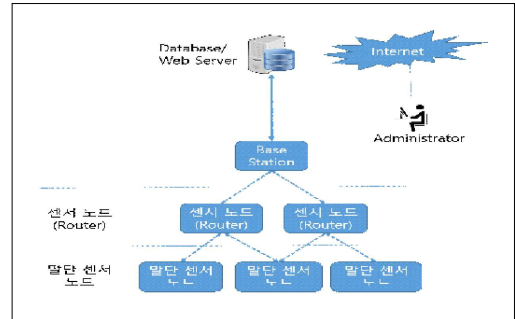 Database/
Web Server
Internet
Administrator
Base
Station
센서 노드
(Router)
센서 노드
(Router)
센서 노드
(Router)
말단 센서
노드
말단 센서
노드
말단 센서
노드
말단 센서
노드